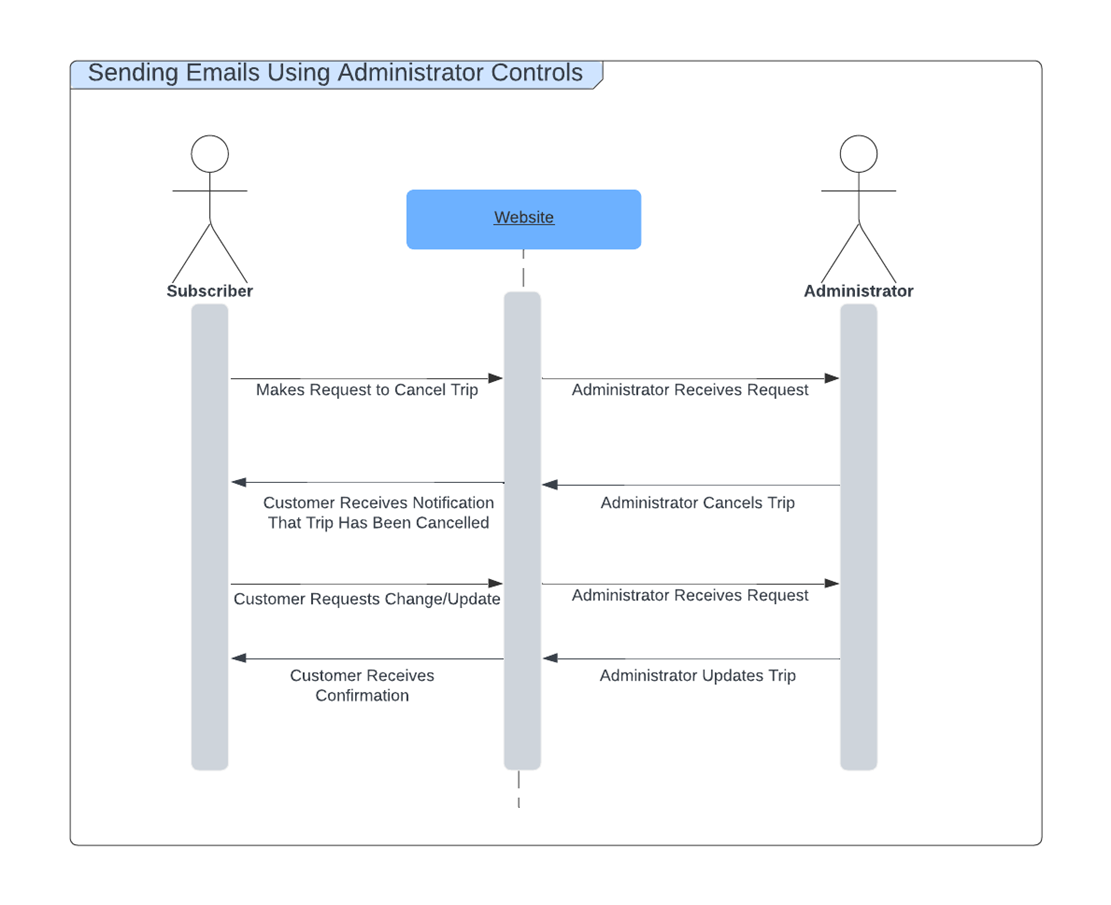 Sending Emails Using Administrator Controls
Website
Subscriber
Administrator
Makes Request to Cancel Trip
Administrator Receives Request
Customer Receives Notification
That Trip Has Been Cancelled
Administrator Cancels Trip
Customer Requests Change/Update
Administrator Receives Request
Customer Receives
Confirmation
Administrator Updates Trip